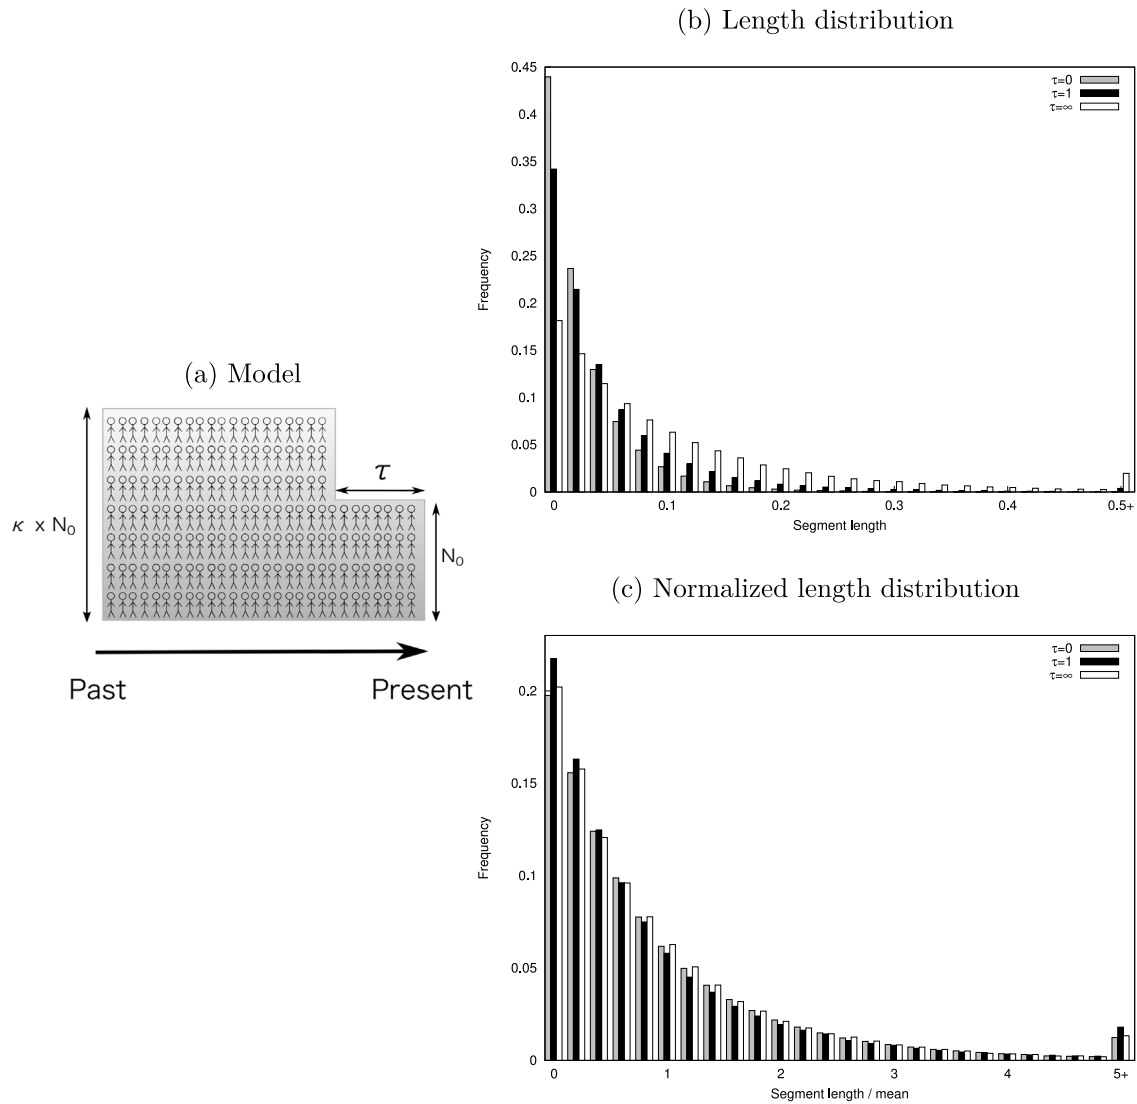 (a) Model
κ x N₀
τ
N₀
Past
Present
(b) Length distribution
τ=0
τ=1
τ=∞
Frequency
0.45
0.4
0.35
0.3
0.25
0.2
0.15
0.1
0.05
0
0 0.1 0.2 0.3 0.4 0.5+
Segment length
(c) Normalized length distribution
τ=0
τ=1
τ=∞
Frequency
0.2
0.15
0.1
0.05
0
0 1 2 3 4 5+
Segment length / mean